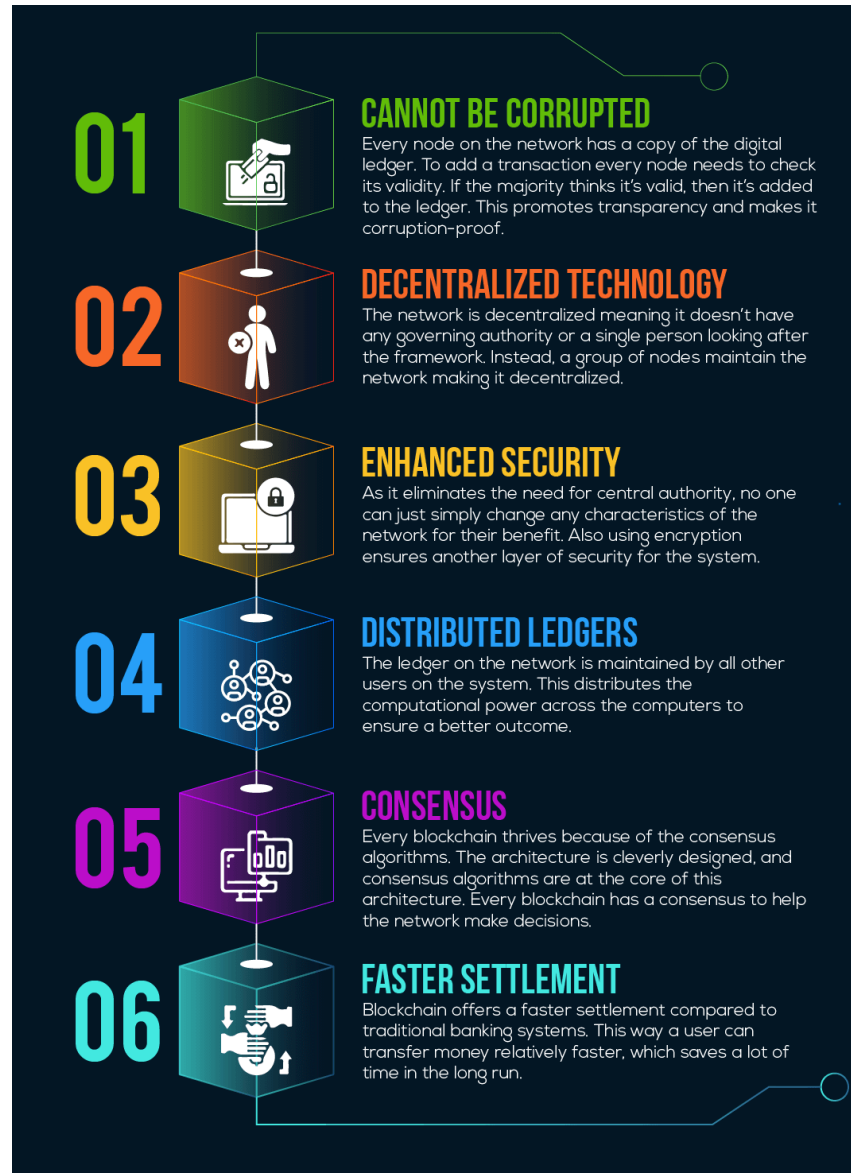 01
CANNOT BE CORRUPTED
Every node on the network has a copy of the digital
ledger. To add a transaction every node needs to check
its validity. If the majority thinks it's valid, then it's added
to the ledger. This promotes transparency and makes it
corruption-proof.
02
DECENTRALIZED TECHNOLOGY
The network is decentralized meaning it doesn't have
any governing authority or a single person looking after
the framework. Instead, a group of nodes maintain the
network making it decentralized.
03
ENHANCED SECURITY
As it eliminates the need for central authority, no one
can just simply change any characteristics of the
network for their benefit. Also using encryption
ensures another layer of security for the system.
04
DISTRIBUTED LEDGERS
The ledger on the network is maintained by all other
users on the system. This distributes the
computational power across the computers to
ensure a better outcome.
05
CONSENSUS
Every blockchain thrives because of the consensus
algorithms. The architecture is cleverly designed, and
consensus algorithms are at the core of this
architecture. Every blockchain has a consensus to help
the network make decisions.
06
FASTER SETTLEMENT
Blockchain offers a faster settlement compared to
traditional banking systems. This way a user can
transfer money relatively faster, which saves a lot of
time in the long run.